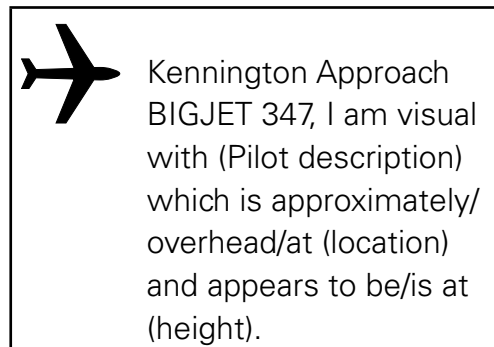 Kennington Approach
BIGJET 347, I am visual
with (Pilot description)
which is approximately/
overhead/at (location)
and appears to be/is at
(height).